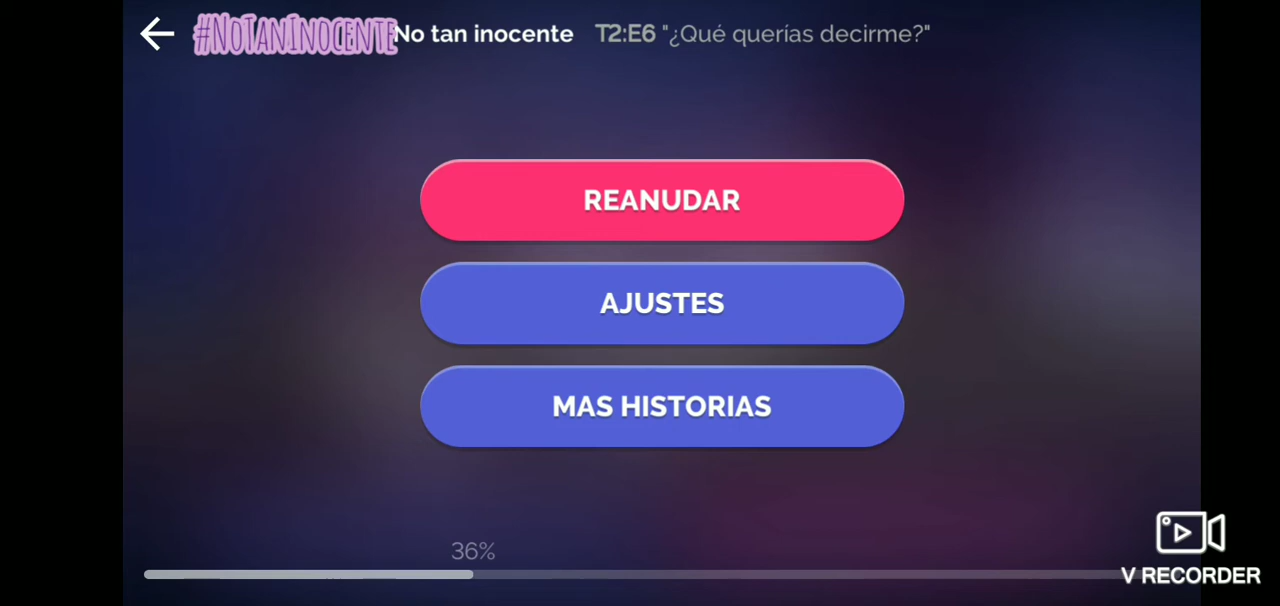 #NOTANINOCENTE No tan inocente T2:E6 "¿Qué querías decirme?"
REANUDAR
AJUSTES
MAS HISTORIAS
36%
V RECORDER